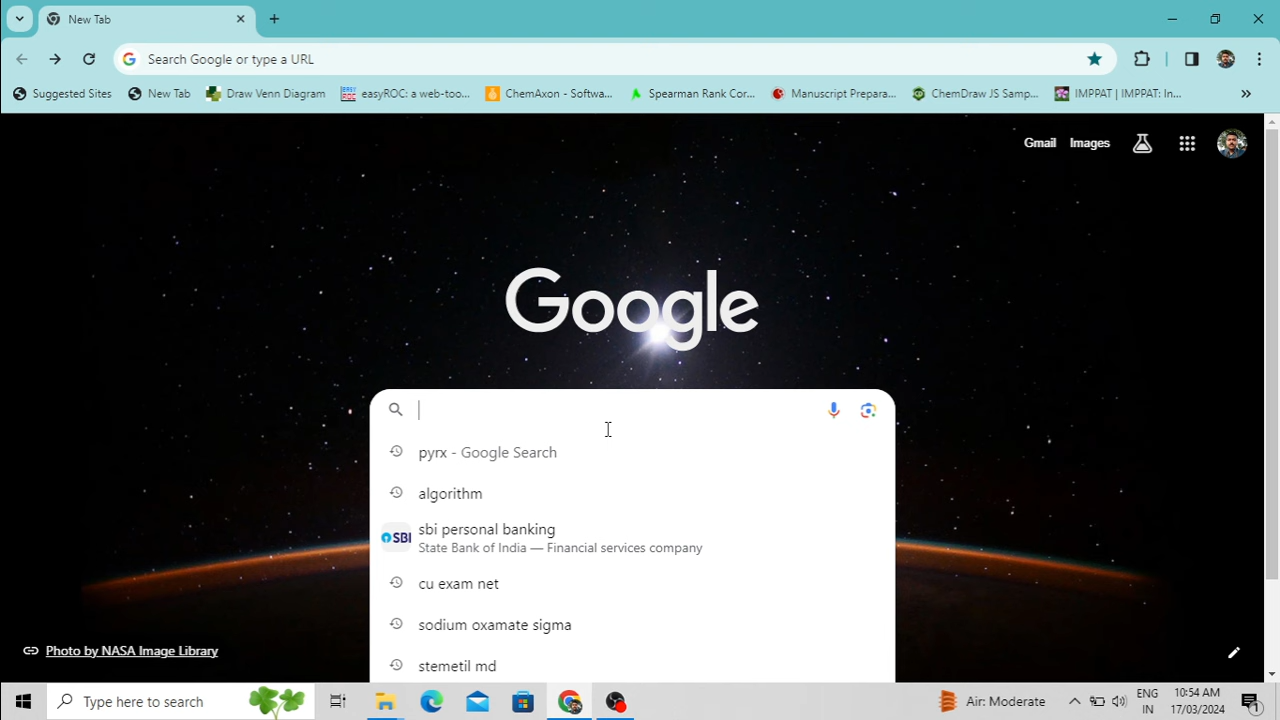 New Tab
Search Google or type a URL
Suggested Sites
New Tab
Draw Venn Diagram
easyROC: a web-too...
ChemAxon - Softwa...
Spearman Rank Cor...
Manuscript Prepara...
ChemDraw JS Samp...
IMPPAT | IMPPAT: In...
Gmail
Images
Google
pyrx - Google Search
algorithm
SBI
sbi personal banking
State Bank of India — Financial services company
cu exam net
sodium oxamate sigma
stemetil md
Photo by NASA Image Library
Type here to search
Air: Moderate
ENG
IN
10:54 AM
17/03/2024
1